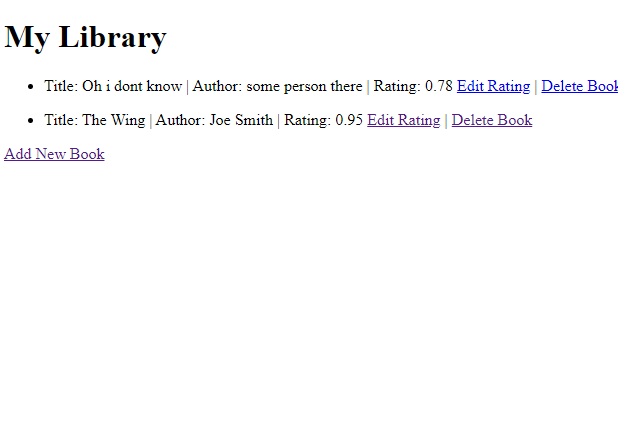 My Library
Title: Oh i dont know | Author: some person there | Rating: 0.78 Edit Rating | Delete Book
Title: The Wing | Author: Joe Smith | Rating: 0.95 Edit Rating | Delete Book
Add New Book